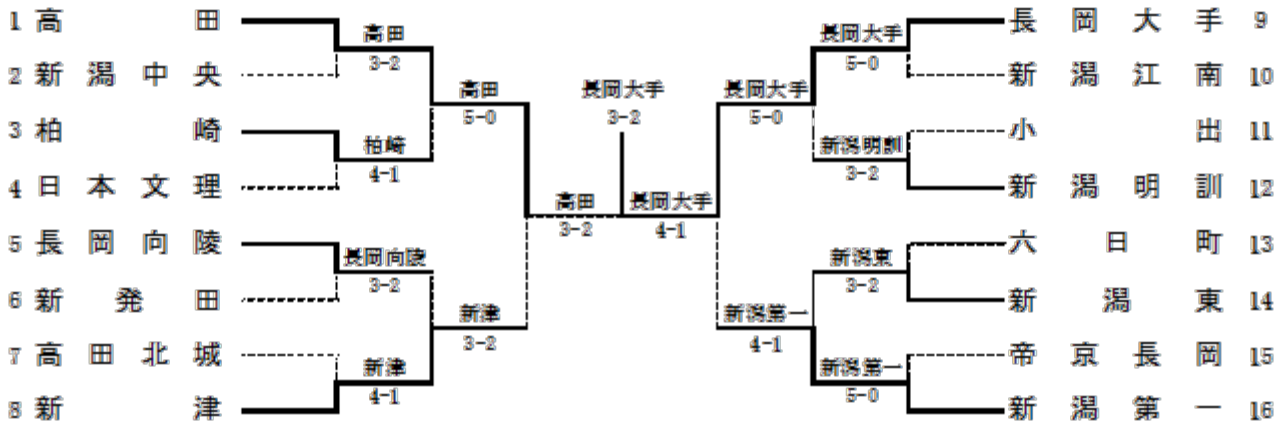 1 高田
2 新潟中央
3 柏崎
4 日本文理
5 長岡向陵
6 新発田
7 高田北城
8 新津
高田
3-2
柏崎
4-1
長岡向陵
3-2
新津
4-1
高田
5-0
新津
3-2
高田
3-2
長岡大手
3-2
長岡大手
4-1
長岡大手
5-0
新潟第一
4-1
長岡大手
5-0
新潟明訓
3-2
新潟東
3-2
新潟第一
5-0
長岡大手 9
新潟江南 10
小出 11
新潟明訓 12
六日町 13
新潟東 14
帝京長岡 15
新潟第一 16